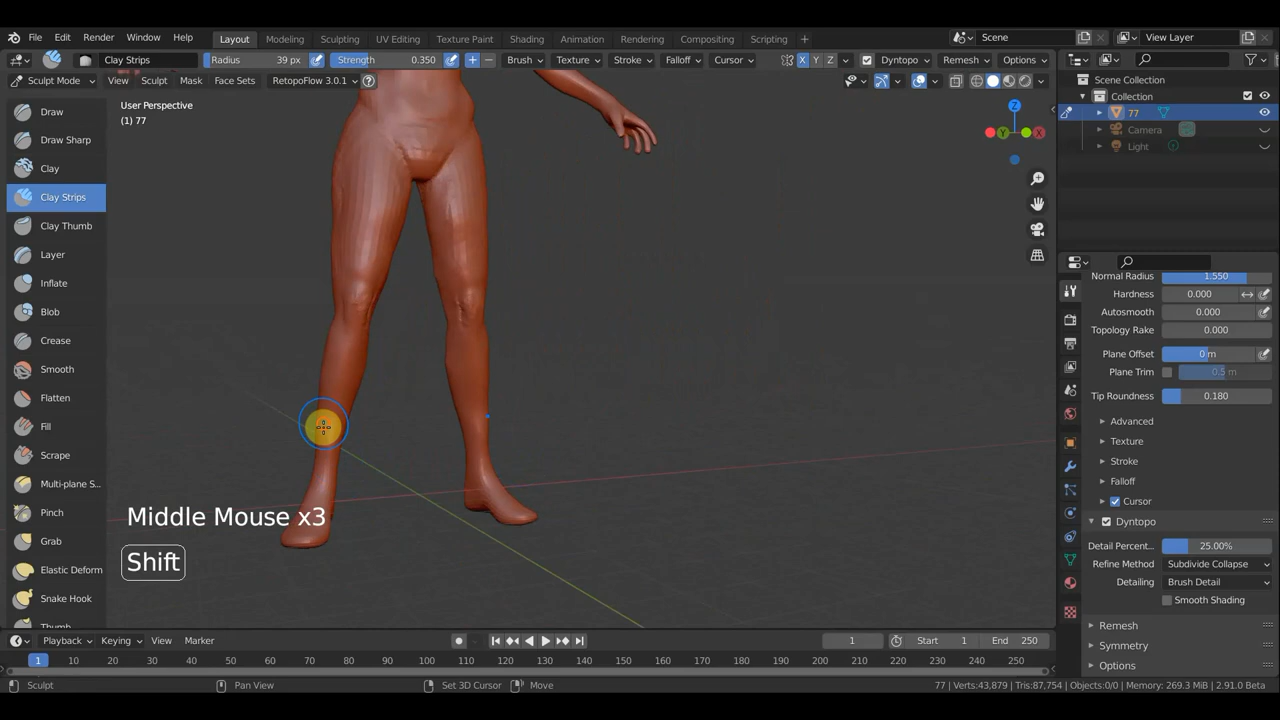 File Edit Render Window Help Layout Modeling Sculpting UV Editing Texture Paint Shading Animation Rendering Compositing Scripting + Scene View Layer
Clay Strips Radius 39 px Strength 0.350 Brush Texture Stroke Falloff Cursor X Y Z Dyntopo Remesh Options
Sculpt Mode View Sculpt Mask Face Sets RetopoFlow 3.0.1
User Perspective
(1) 77
Draw
Draw Sharp
Clay
Clay Strips
Clay Thumb
Layer
Inflate
Blob
Crease
Smooth
Flatten
Fill
Scrape
Multi-plane S...
Pinch
Grab
Elastic Deform
Snake Hook
Thumb
Z
X
Y
Middle Mouse x3
Shift
Scene Collection
Collection
77
Camera
Light
Normal Radius 1.550
Hardness 0.000
Autosmooth 0.000
Topology Rake 0.000
Plane Offset 0 m
Plane Trim 0.5 m
Tip Roundness 0.180
Advanced
Texture
Stroke
Falloff
Cursor
Dyntopo
Detail Percent... 25.00%
Refine Method Subdivide Collapse
Detailing Brush Detail
Smooth Shading
Remesh
Symmetry
Options
Playback Keying View Marker 1 Start 1 End 250
1 10 20 30 40 50 60 70 80 90 100 110 120 130 140 150 160 170 180 190 200 210 220 230 240 250
Sculpt Pan View Set 3D Cursor Move 77 | Verts:43,879 | Tris:87,754 | Objects:0/0 | Memory: 269.3 MiB | 2.91.0 Beta